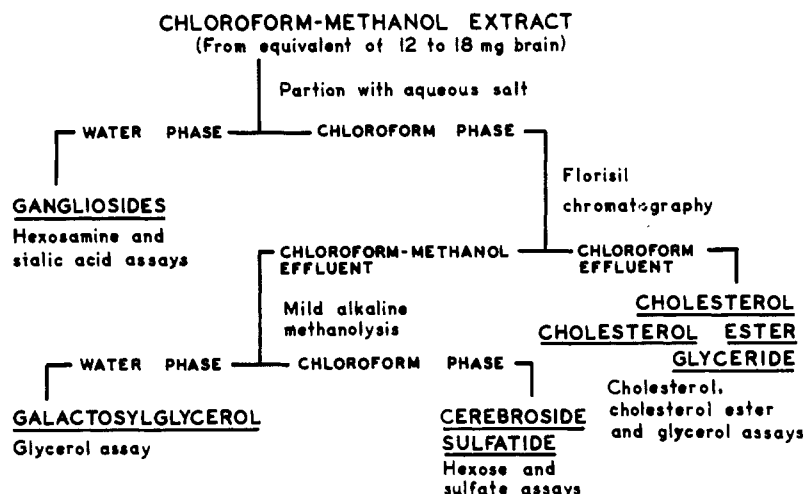 CHLOROFORM-METHANOL EXTRACT
(From equivalent of 12 to 18 mg brain)
Partion with aqueous salt
WATER PHASE CHLOROFORM PHASE
GANGLIOSIDES
Hexosamine and
sialic acid assays
Florisil
chromatography
CHLOROFORM-METHANOL
EFFLUENT
CHLOROFORM
EFFLUENT
Mild alkaline
methanolysis
CHOLESTEROL
CHOLESTEROL ESTER
GLYCERIDE
Cholesterol,
cholesterol ester
and glycerol assays
WATER PHASE CHLOROFORM PHASE
GALACTOSYLGLYCEROL
Glycerol assay
CEREBROSIDE
SULFATIDE
Hexose and
sulfate assays